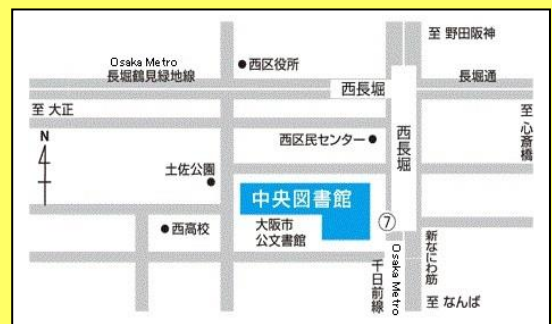 至 野田阪神
Osaka Metro
長堀鶴見緑地線
西区役所
西長堀
長堀通
至 大正
至 心斎橋
N
西区民センター
西長堀
土佐公園
中央図書館
大阪市
公文書館
⑦
西高校
Osaka Metro
千日前線
新なにわ筋
至 なんば